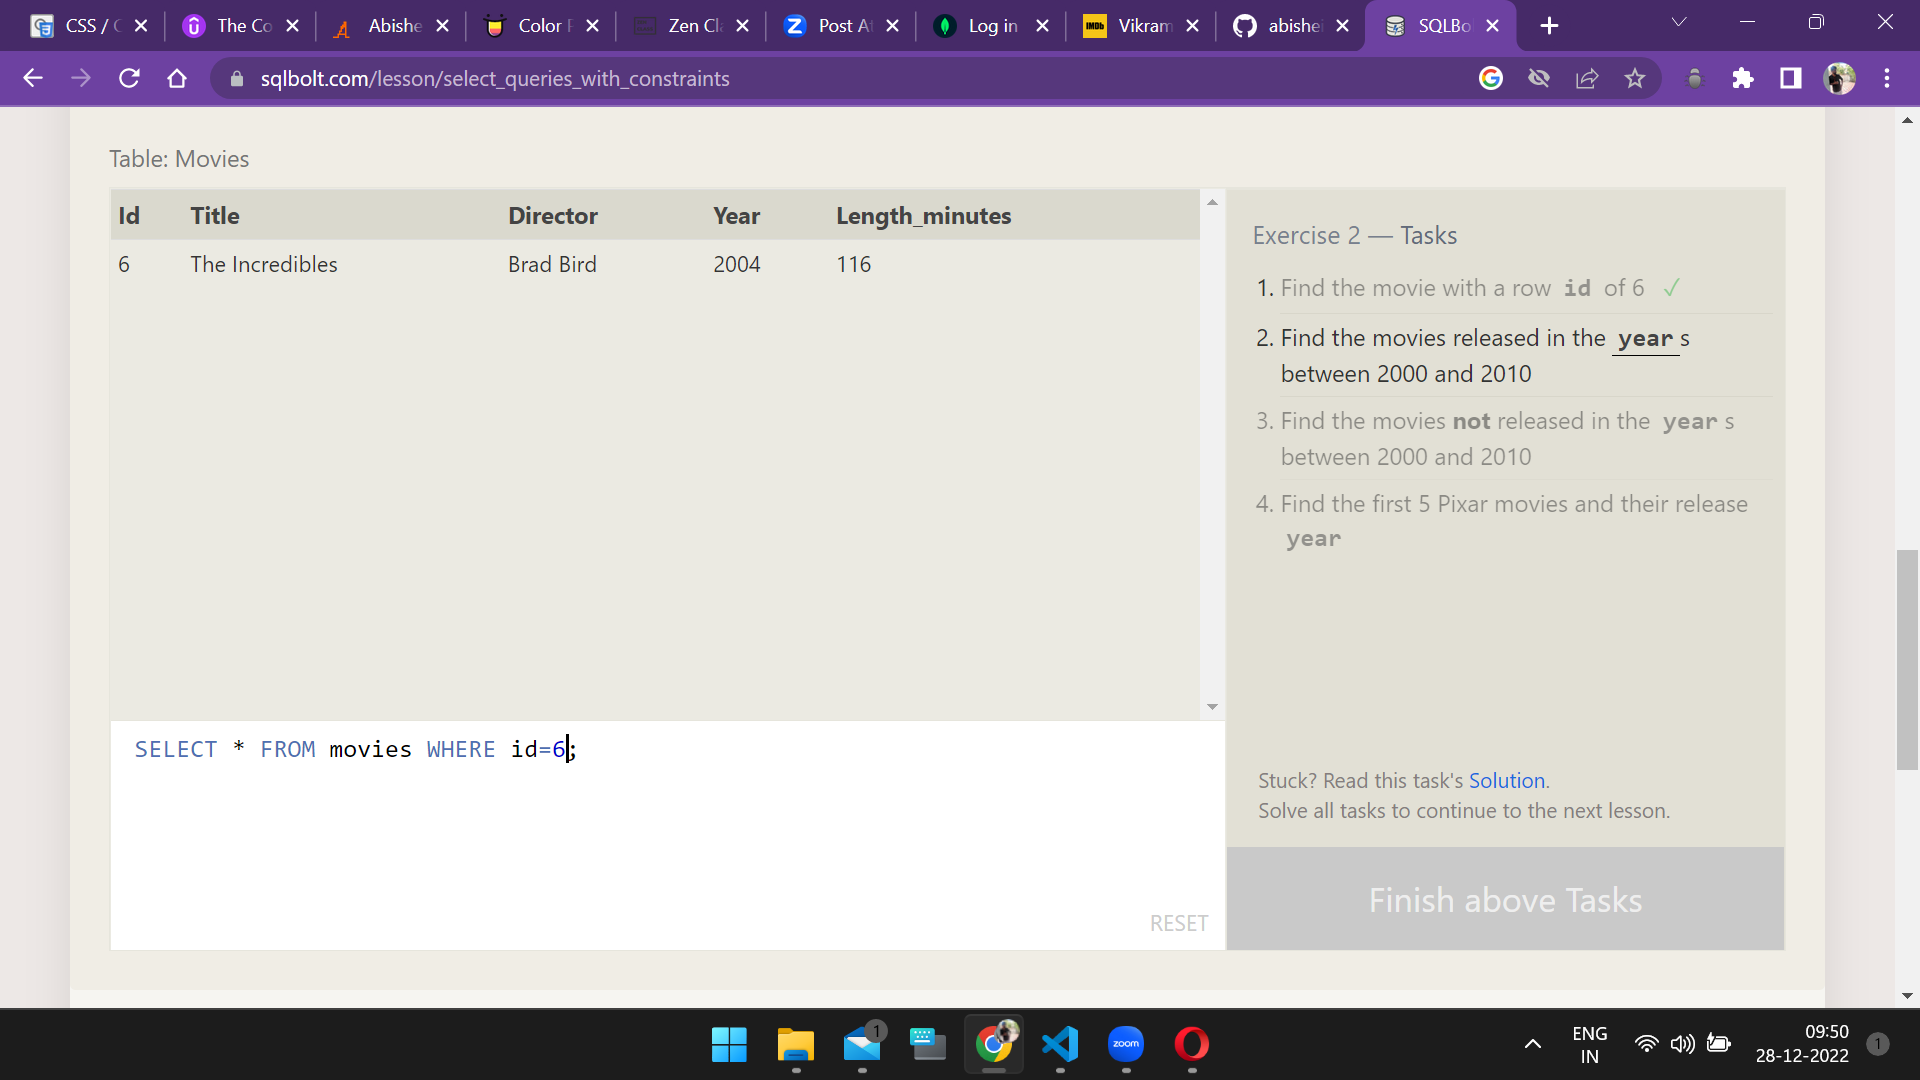 CSS / C
The Co
Abishe
Color F
Zen Cl
Post At
Log in
IMDb Vikram
abishei
SQLBo
sqlbolt.com/lesson/select_queries_with_constraints
Table: Movies
Id Title Director Year Length_minutes
6 The Incredibles Brad Bird 2004 116
Exercise 2 — Tasks
1. Find the movie with a row id of 6 ✓
2. Find the movies released in the year s
between 2000 and 2010
3. Find the movies not released in the year s
between 2000 and 2010
4. Find the first 5 Pixar movies and their release
year
SELECT * FROM movies WHERE id=6;
RESET
Stuck? Read this task's Solution.
Solve all tasks to continue to the next lesson.
Finish above Tasks
1
zoom
ENG
IN
09:50
28-12-2022
1